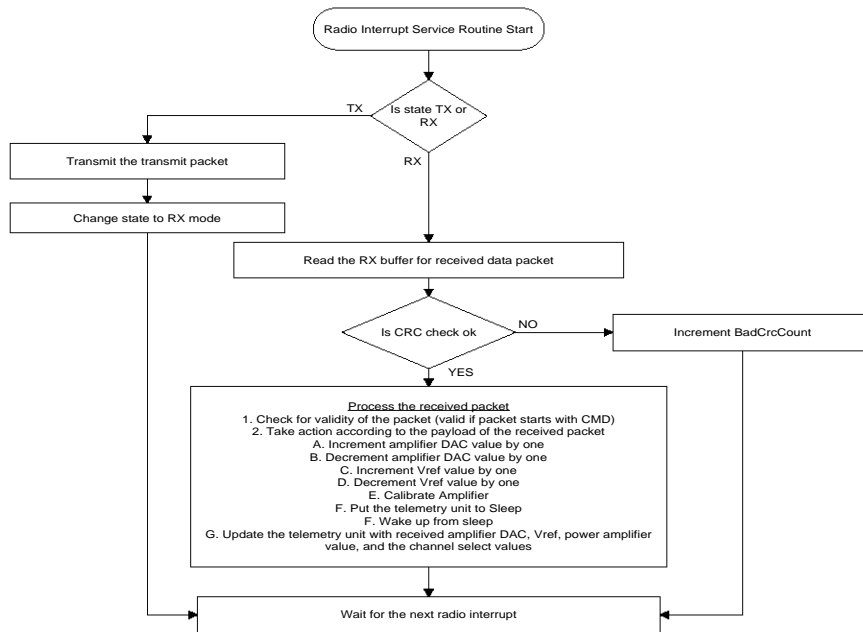 Radio Interrupt Service Routine Start
Is state TX or
RX
TX
RX
Transmit the transmit packet
Change state to RX mode
Read the RX buffer for received data packet
Is CRC check ok
NO
Increment BadCrcCount
YES
Process the received packet
1. Check for validity of the packet (valid if packet starts with CMD)
2. Take action according to the payload of the received packet
A. Increment amplifier DAC value by one
B. Decrement amplifier DAC value by one
C. Increment Vref value by one
D. Decrement Vref value by one
E. Calibrate Amplifier
F. Put the telemetry unit to Sleep
F. Wake up from sleep
G. Update the telemetry unit with received amplifier DAC, Vref, power amplifier
value, and the channel select values
Wait for the next radio interrupt